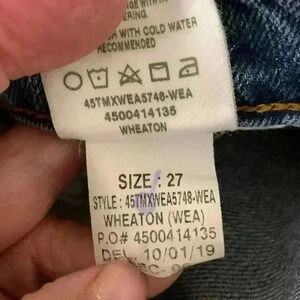 WEARING.
WITH COLD WATER
RECOMMENDED
45TMXWEA5748-WEA
4500414135
WHEATON
SIZE: 27
STYLE: 45TMXWEA5748-WEA
WHEATON (WEA)
P.O# 4500414135
DEL: 10/01/19